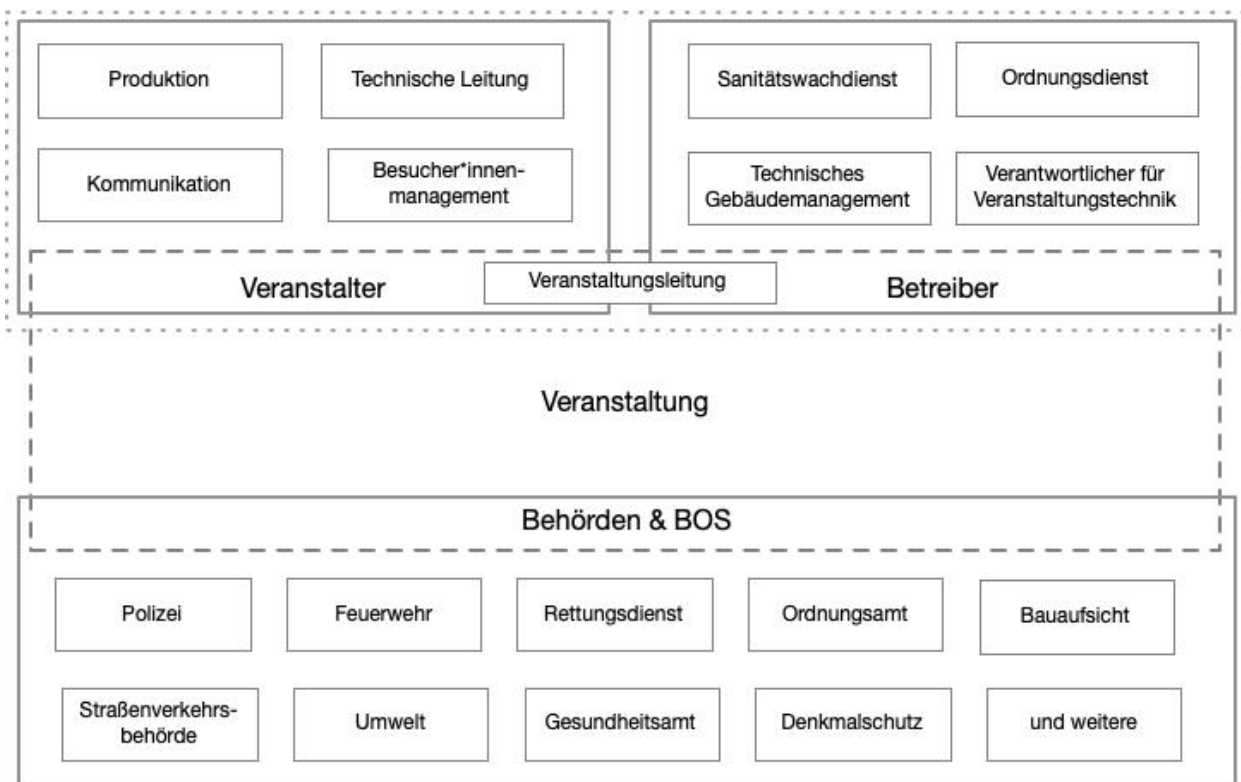 Produktion
Technische Leitung
Kommunikation
Besucher*innen-
management
Veranstalter
Sanitätswachdienst
Ordnungsdienst
Technisches
Gebäudemanagement
Verantwortlicher für
Veranstaltungstechnik
Veranstaltungsleitung
Betreiber
Veranstaltung
Behörden & BOS
Polizei
Feuerwehr
Rettungsdienst
Ordnungsamt
Bauaufsicht
Straßenverkehrs-
behörde
Umwelt
Gesundheitsamt
Denkmalschutz
und weitere